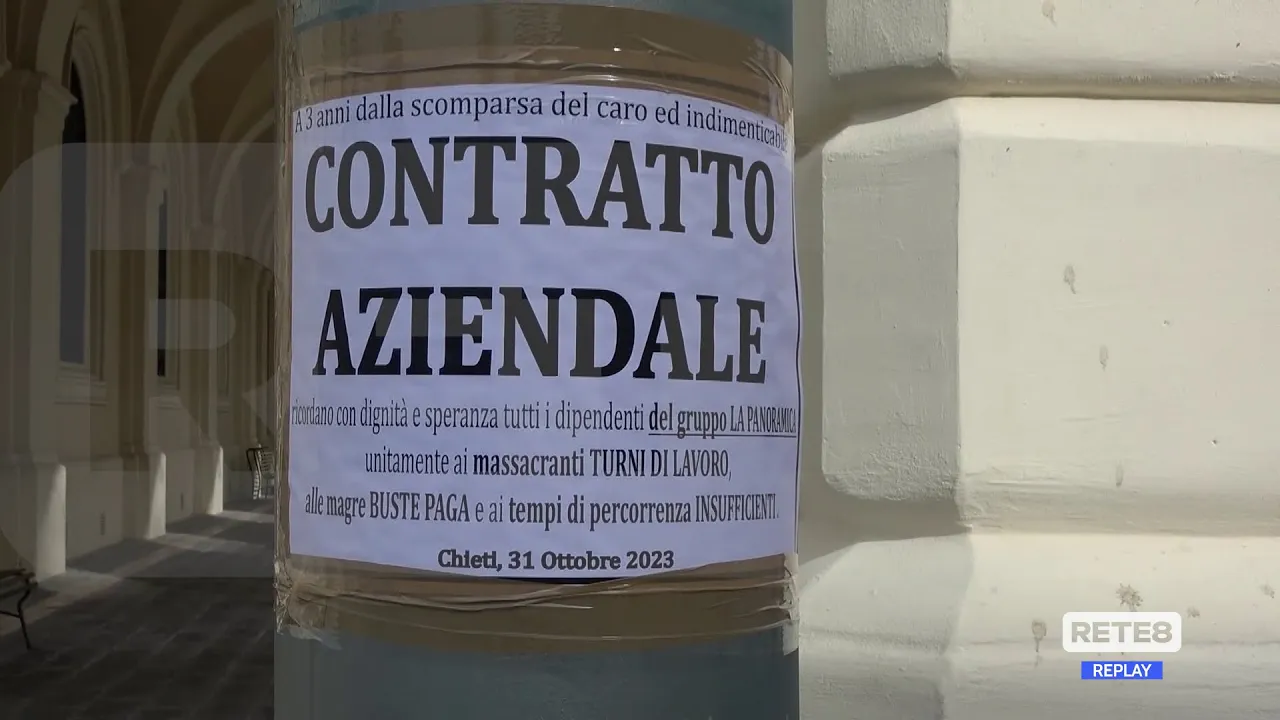 A 3 anni dalla scomparsa del caro ed indimenticabile
CONTRATTO
AZIENDALE
ricordano con dignità e speranza tutti i dipendenti del gruppo LA PANORAMICA
unitamente ai massacranti TURNI DI LAVORO,
alle magre BUSTE PAGA e ai tempi di percorrenza INSUFFICIENTI.
Chieti, 31 Ottobre 2023
RETE8
REPLAY